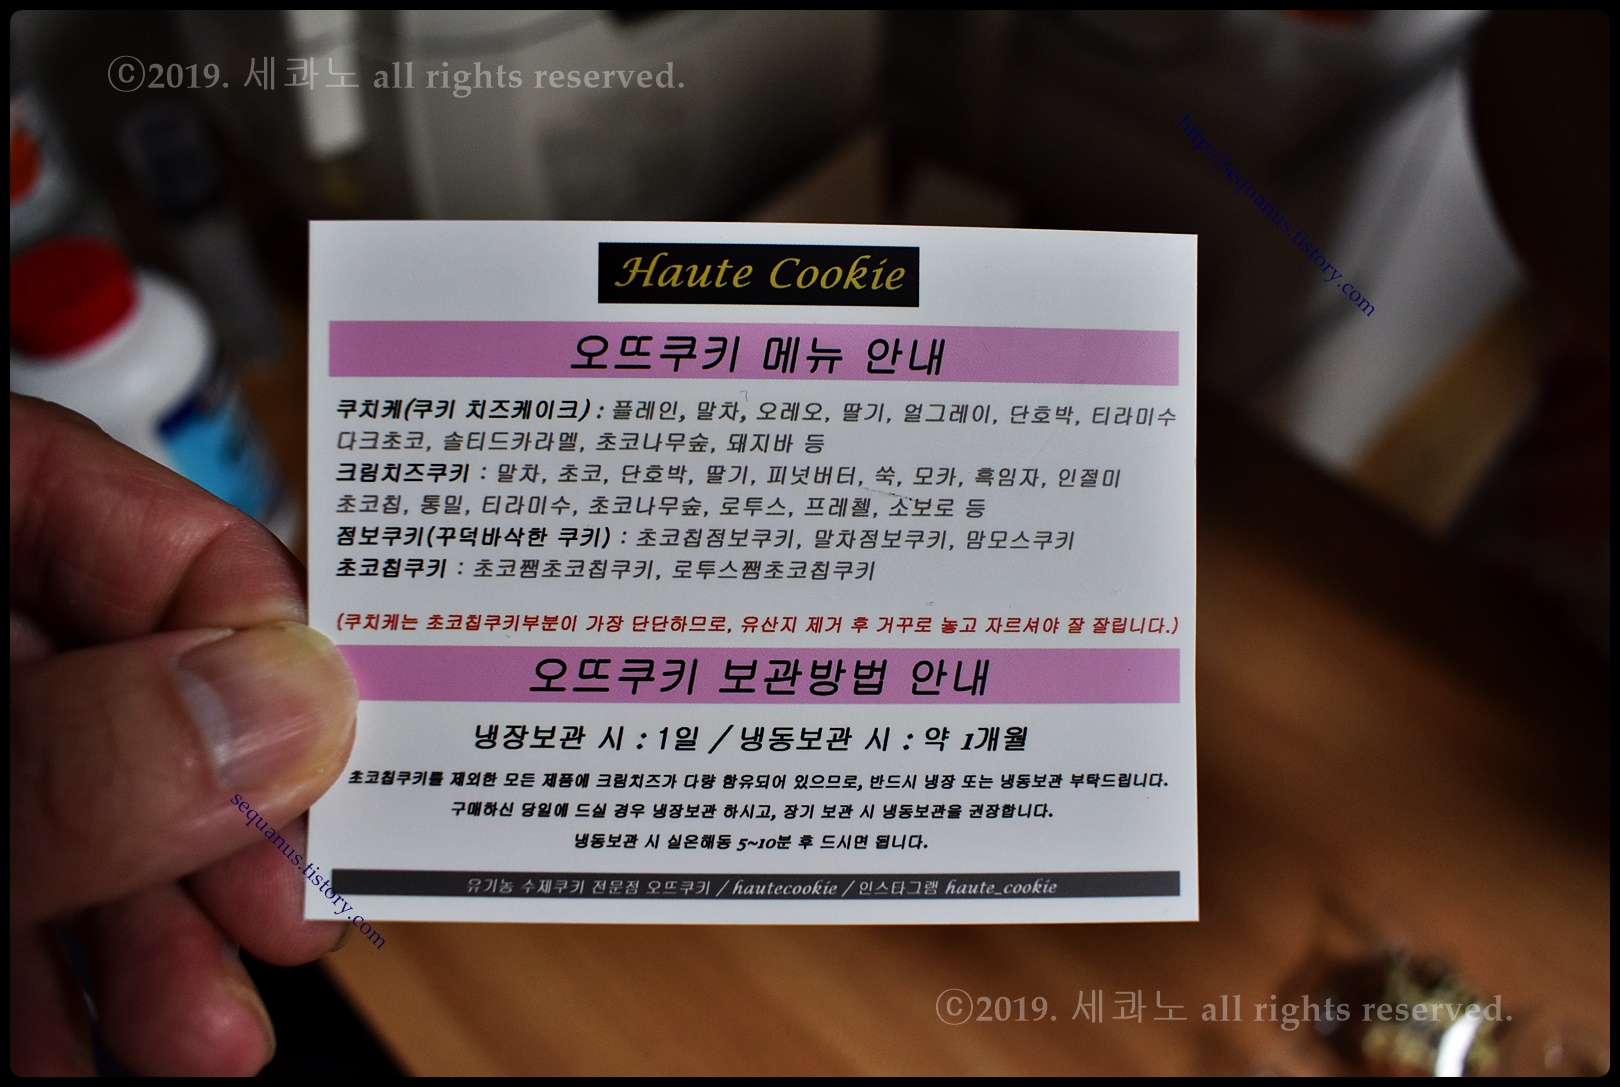 ⓒ2019. 세콰노 all rights reserved.
http://sequanus.tistory.com
Haute Cookie
오뜨쿠키 메뉴 안내
쿠치케(쿠키 치즈케이크) : 플레인, 말차, 오레오, 딸기, 얼그레이, 단호박, 티라미수
다크초코, 솔티드카라멜, 초코나무숲, 돼지바 등
크림치즈쿠키 : 말차, 초코, 단호박, 딸기, 피넛버터, 쑥, 모카, 흑임자, 인절미
초코칩, 통밀, 티라미수, 초코나무숲, 로투스, 프레첼, 소보로 등
점보쿠키(꾸덕바삭한 쿠키) : 초코칩점보쿠키, 말차점보쿠키, 맘모스쿠키
초코칩쿠키 : 초코쨈초코칩쿠키, 로투스쨈초코칩쿠키
(쿠치케는 초코칩쿠키부분이 가장 단단하므로, 유산지 제거 후 거꾸로 놓고 자르셔야 잘 잘립니다.)
오뜨쿠키 보관방법 안내
냉장보관 시 : 1일 / 냉동보관 시 : 약 1개월
초코칩쿠키를 제외한 모든 제품에 크림치즈가 다량 함유되어 있으므로, 반드시 냉장 또는 냉동보관 부탁드립니다.
구매하신 당일에 드실 경우 냉장보관 하시고, 장기 보관 시 냉동보관을 권장합니다.
냉동보관 시 실온해동 5~10분 후 드시면 됩니다.
유기농 수제쿠키 전문점 오뜨쿠키 / hautecookie / 인스타그램 haute_cookie
sequanus.tistory.com
ⓒ2019. 세콰노 all rights reserved.